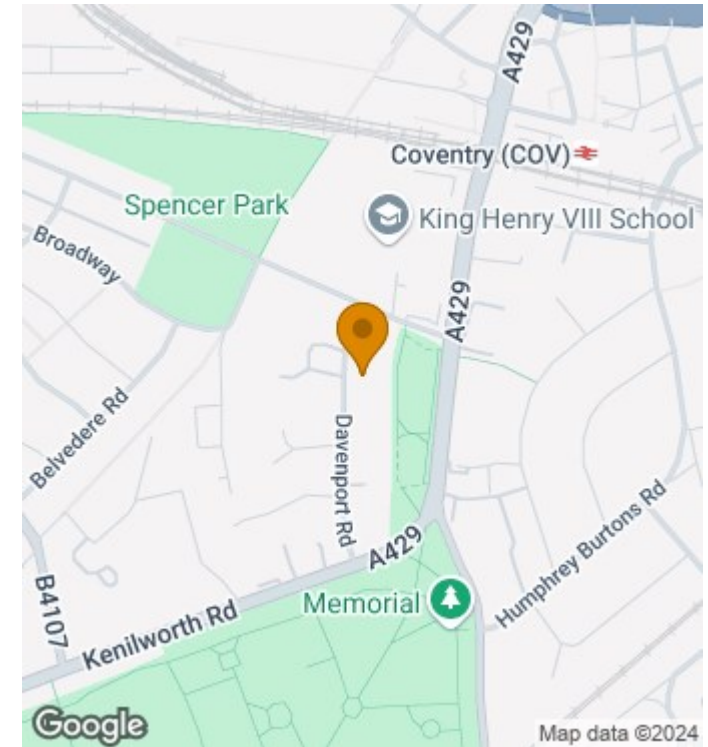 A429
Coventry (COV)
Spencer Park
King Henry VIII School
Broadway
A429
Belvedere Rd
Davenport Rd
Humphrey Burtons Rd
A429
B4107
Memorial
Kenilworth Rd
Google
Map data ©2024